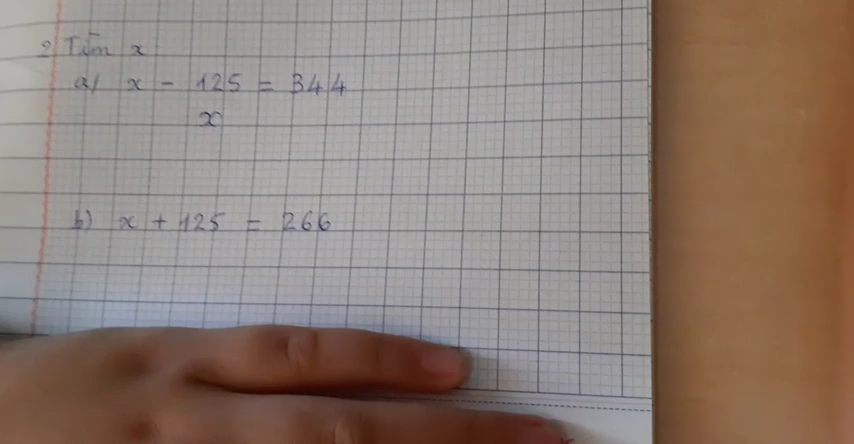 2 Tìm x
a) x - 125 = 344
x
b) x + 125 = 266